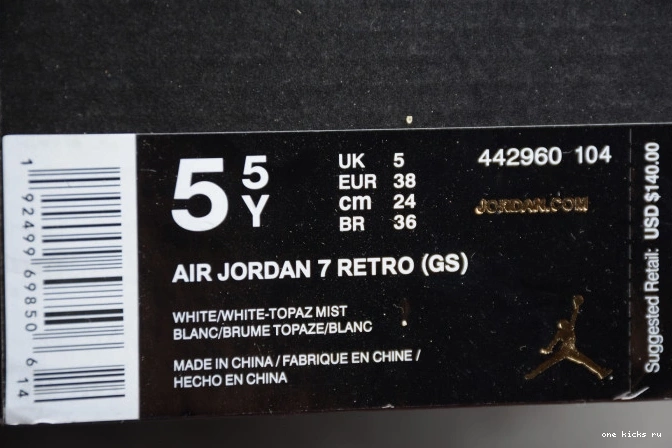 5 5 Y
UK 5
EUR 38
cm 24
BR 36
442960 104
JORDAN.COM
AIR JORDAN 7 RETRO (GS)
WHITE/WHITE-TOPAZ MIST
BLANC/BRUME TOPAZE/BLANC
MADE IN CHINA / FABRIQUE EN CHINE /
HECHO EN CHINA
1 92499 69850 6 14
Suggested Retail: USD $140.00
one kicks ru